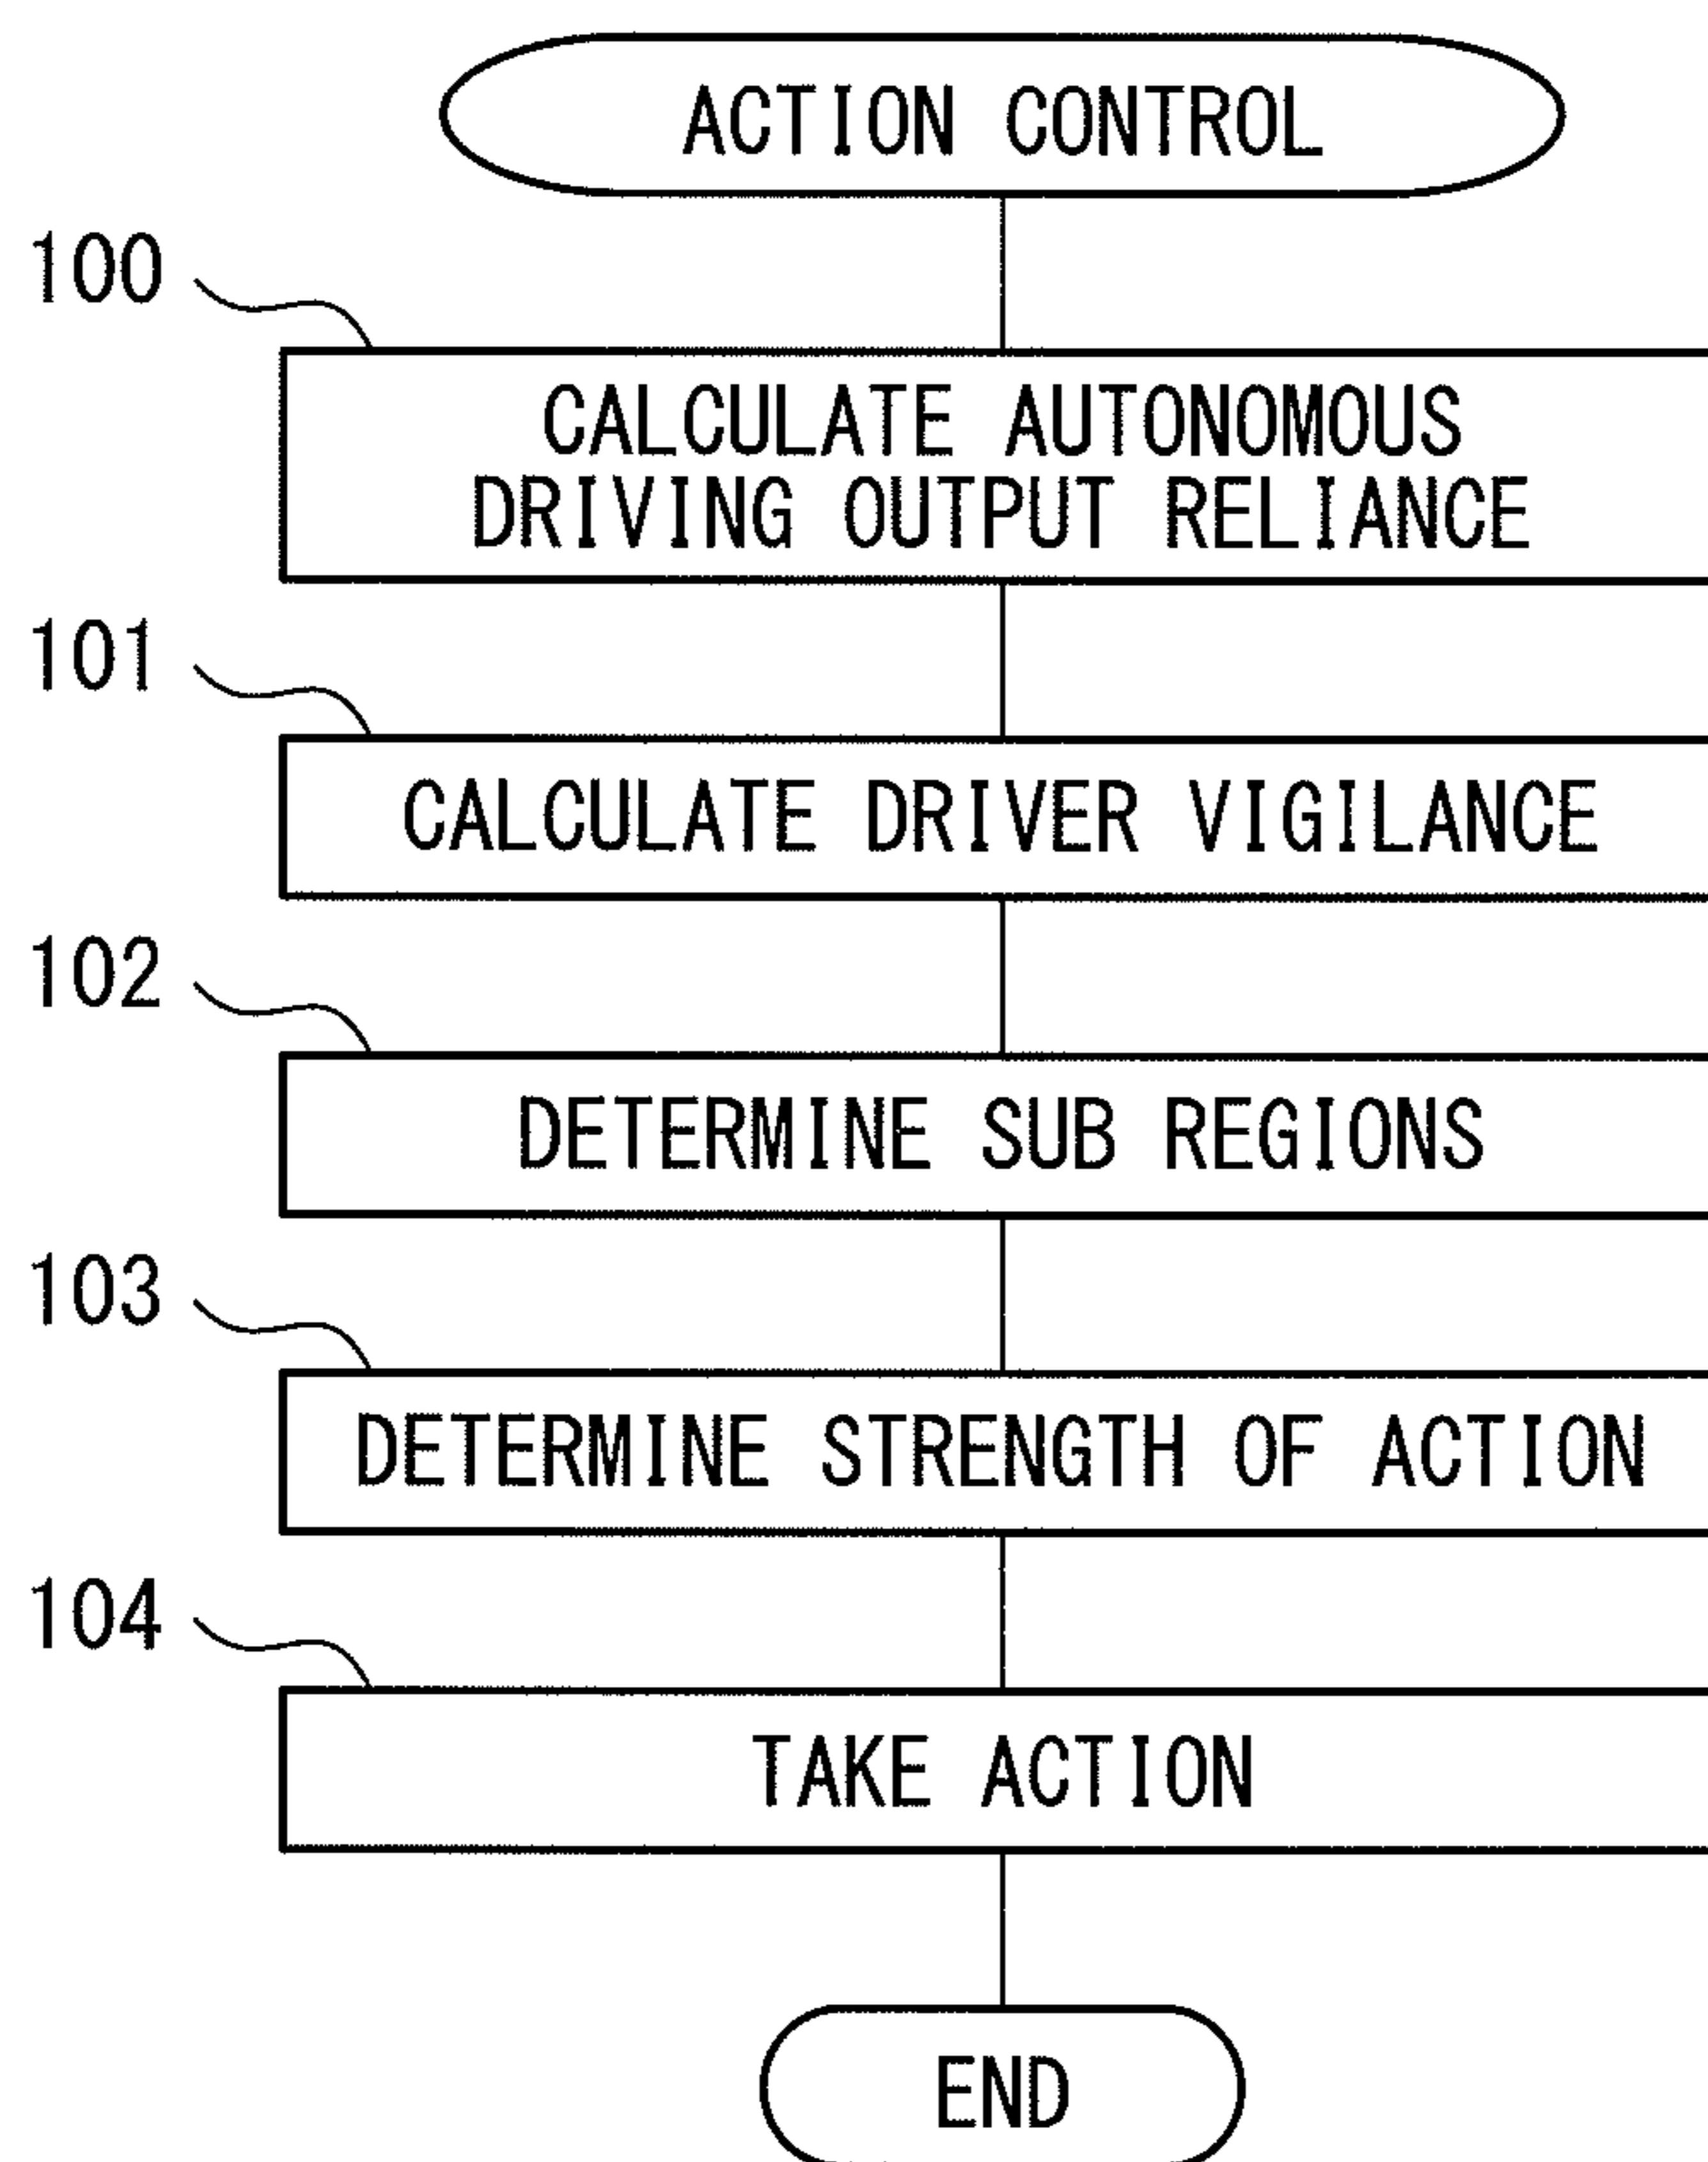 ACTION CONTROL
100
CALCULATE AUTONOMOUS
DRIVING OUTPUT RELIANCE
101
CALCULATE DRIVER VIGILANCE
102
DETERMINE SUB REGIONS
103
DETERMINE STRENGTH OF ACTION
104
TAKE ACTION
END